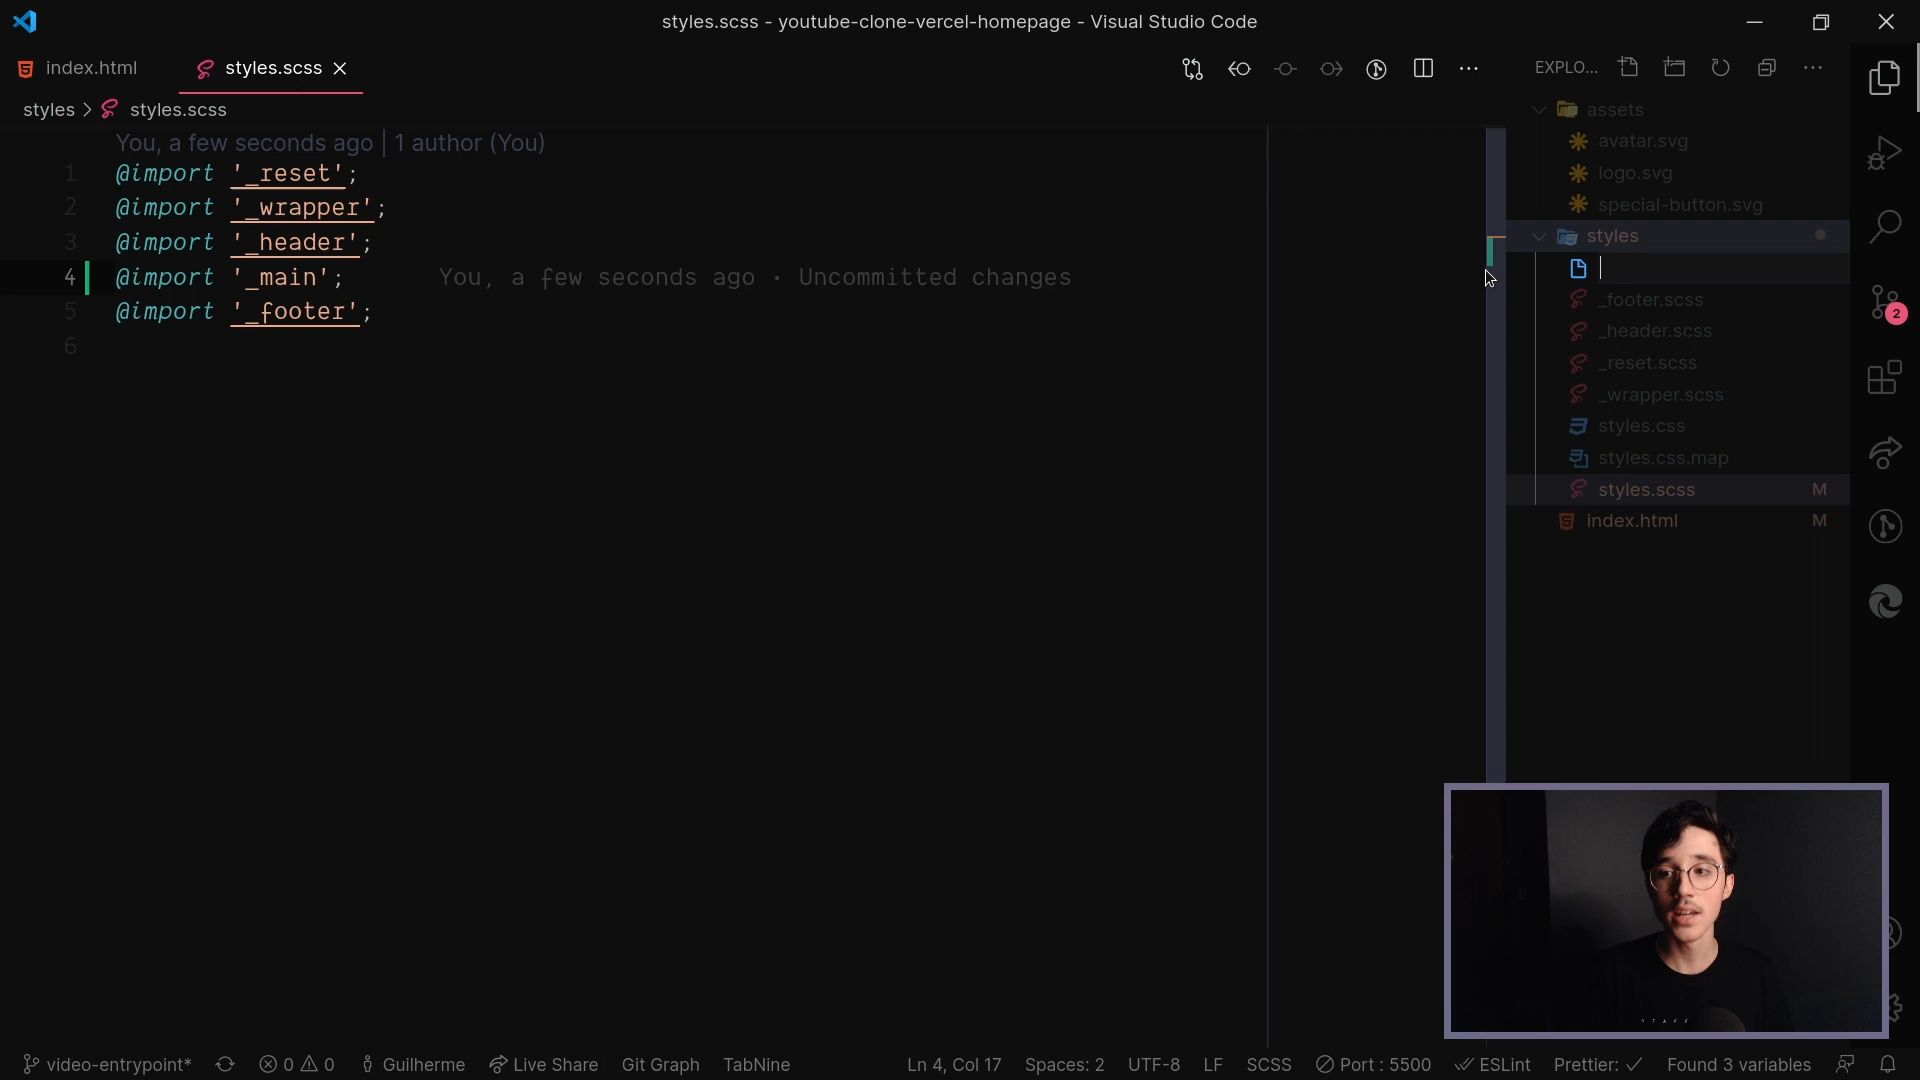 styles.scss - youtube-clone-vercel-homepage - Visual Studio Code
index.html
styles.scss
EXPLO...
styles > styles.scss
You, a few seconds ago | 1 author (You)
1 @import '_reset';
2 @import '_wrapper';
3 @import '_header';
4 @import '_main'; You, a few seconds ago • Uncommitted changes
5 @import '_footer';
6
assets
avatar.svg
logo.svg
special-button.svg
styles
_footer.scss
_header.scss
_reset.scss
_wrapper.scss
styles.css
styles.css.map
styles.scss M
index.html M
2
video-entrypoint* 0 0 Guilherme Live Share Git Graph TabNine Ln 4, Col 17 Spaces: 2 UTF-8 LF SCSS Port : 5500 ESLint Prettier: Found 3 variables